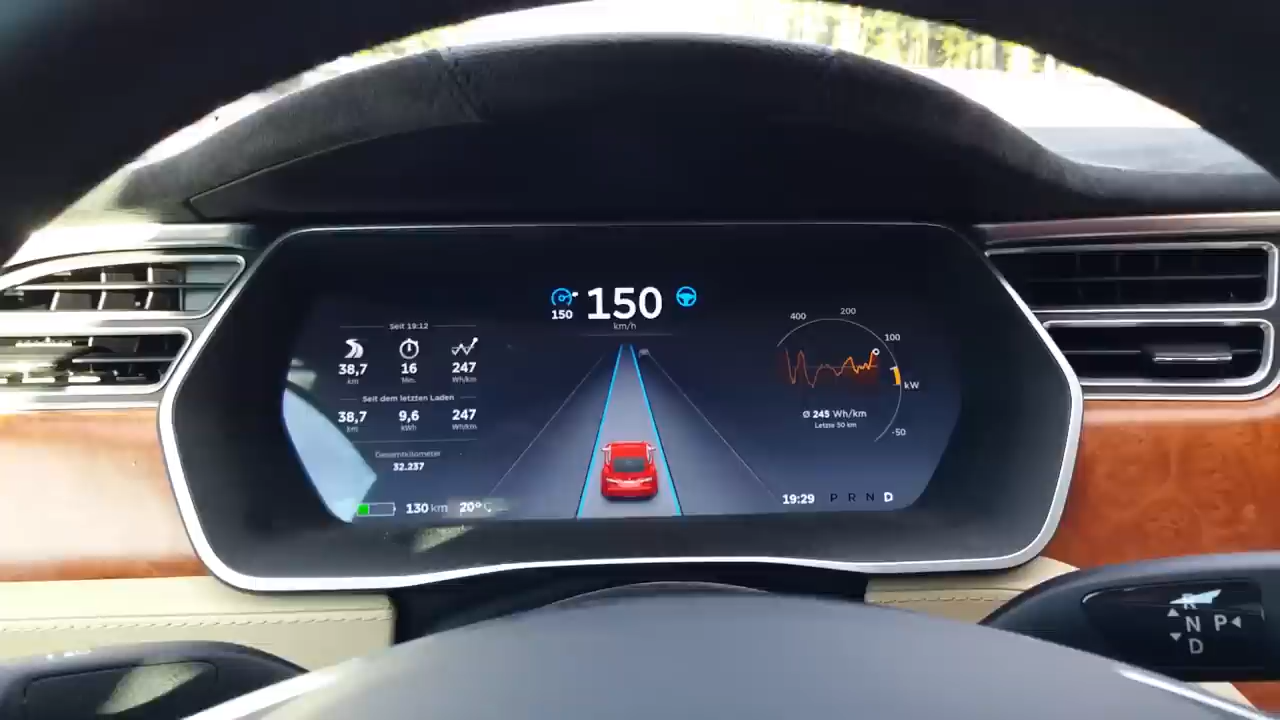 150
150
km/h
Seit 19:12
38,7 16 247
km Min. Wh/km
Seit dem letzten Laden
38,7 9,6 247
km kWh Wh/km
Gesamtkilometer
32.237
130 km 20°C
400 200 100
kW
-50
Ø 245 Wh/km
Letzte 50 km
19:29 P R N D
R
N P
D